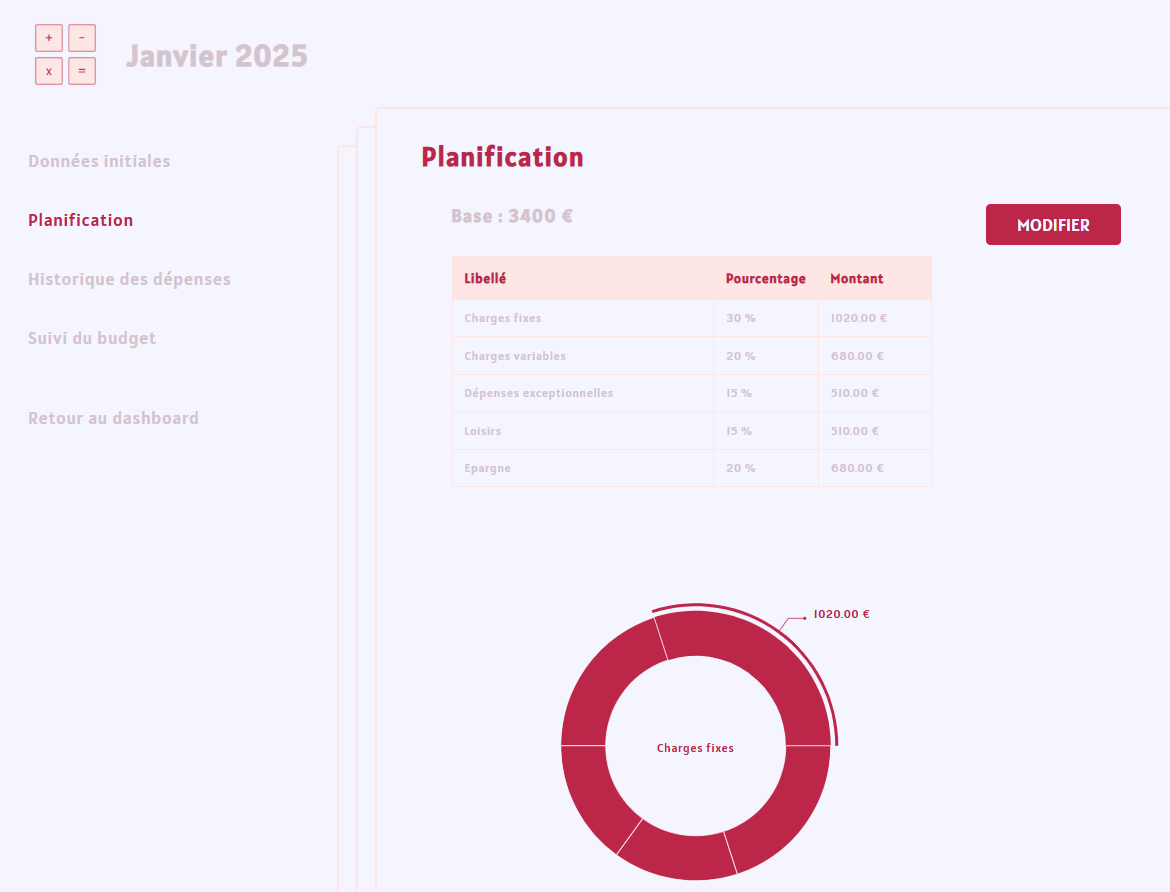 + -
x =
Janvier 2025
Données initiales
Planification
Historique des dépenses
Suivi du budget
Retour au dashboard
Planification
Base : 3400 €
MODIFIER
Libellé Pourcentage Montant
Charges fixes 30 % 1020.00 €
Charges variables 20 % 680.00 €
Dépenses exceptionnelles 15 % 510.00 €
Loisirs 15 % 510.00 €
Epargne 20 % 680.00 €
1020.00 €
Charges fixes